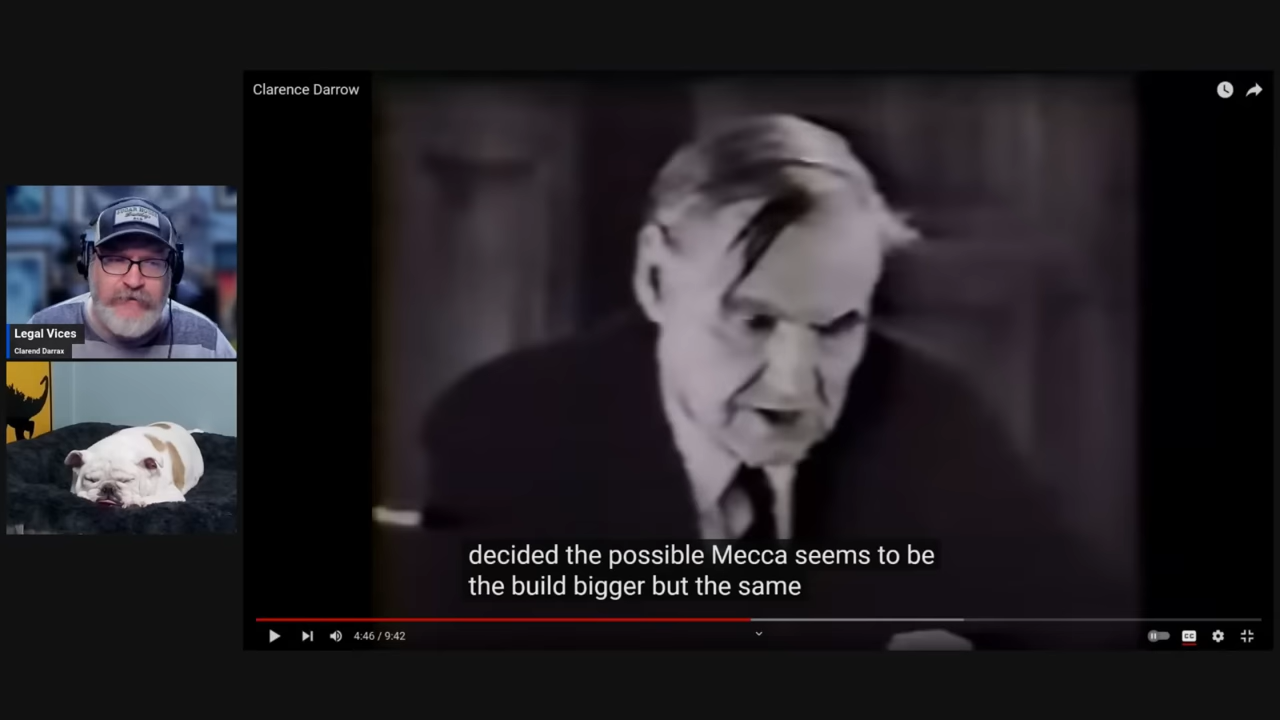 Clarence Darrow
Legal Vices
Clarend Darrax
decided the possible Mecca seems to be
the build bigger but the same
4:46 / 9:42
CC